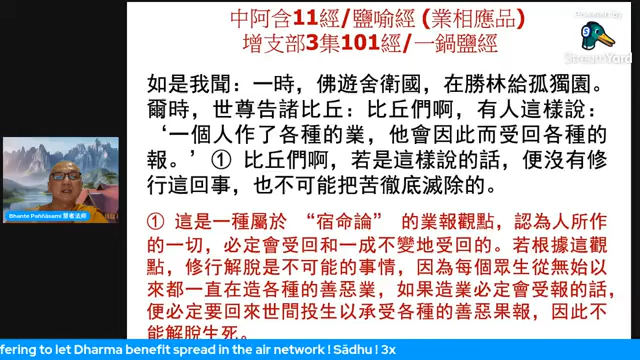 中阿含11經/鹽喻經 (業相應品)
增支部3集101經/一鍋鹽經
Powered by
StreamYard
如是我聞：一時，佛遊舍衛國，在勝林給孤獨園。
爾時，世尊告諸比丘：比丘們啊，有人這樣說：
‘一個人作了各種的業，他會因此而受回各種的
報。’ ① 比丘們啊，若是這樣說的話，便沒有修
行這回事，也不可能把苦徹底滅除的。
Bhante Paññāsami 慧者法師
① 這是一種屬於 “宿命論” 的業報觀點，認為人所作
的一切，必定會受回和一成不變地受回的。若根據這觀
點，修行解脫是不可能的事情，因為每個眾生從無始以
來都一直在造各種的善惡業，如果造業必定會受報的話，
便必定要回來世間投生以承受各種的善惡果報，因此不
能解脫生死。
fering to let Dharma benefit spread in the air network ! Sādhu ! 3x